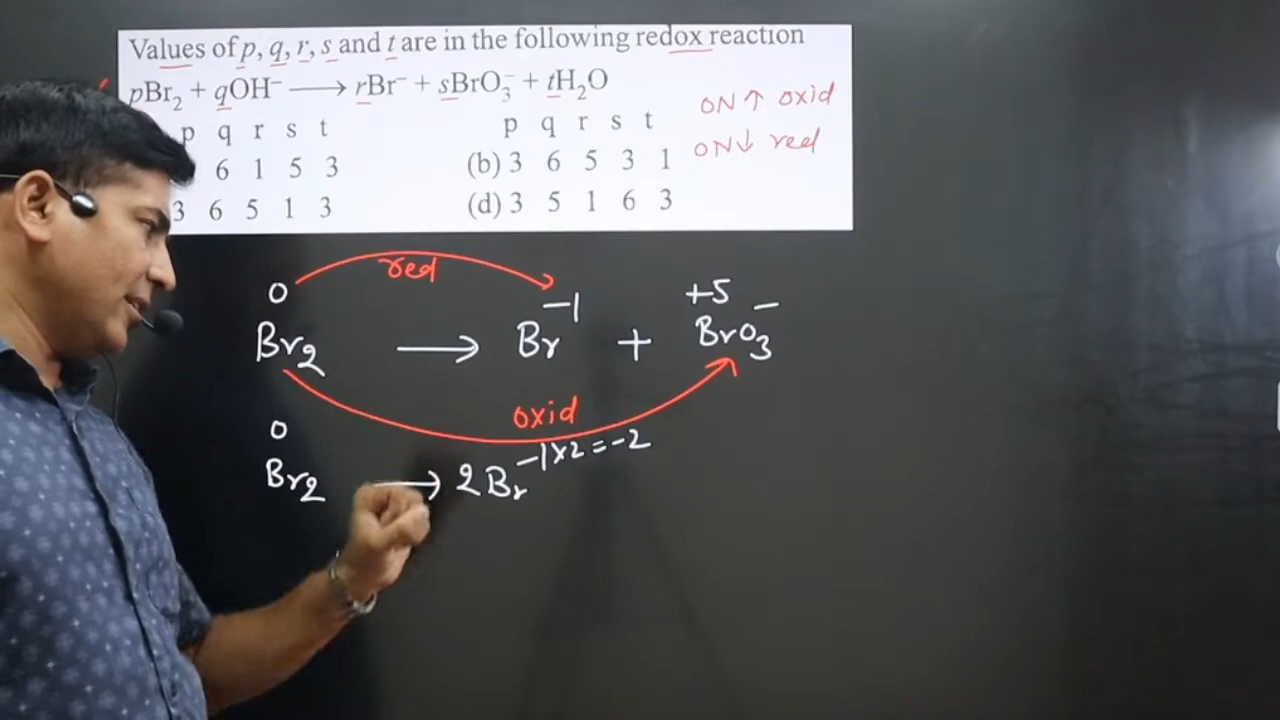 Values of p, q, r, s and t are in the following redox reaction
pBr₂ + qOH⁻ ⟶ rBr⁻ + sBrO₃⁻ + tH₂O
p q r s t
6 1 5 3
3 6 5 1 3
p q r s t
(b) 3 6 5 3 1
(d) 3 5 1 6 3
ON↑ oxid
ON↓ red
red
0 -1 +5
Br₂ ⟶ Br + BrO₃⁻
oxid
0 -1×2=-2
Br₂ ⟶ 2Br